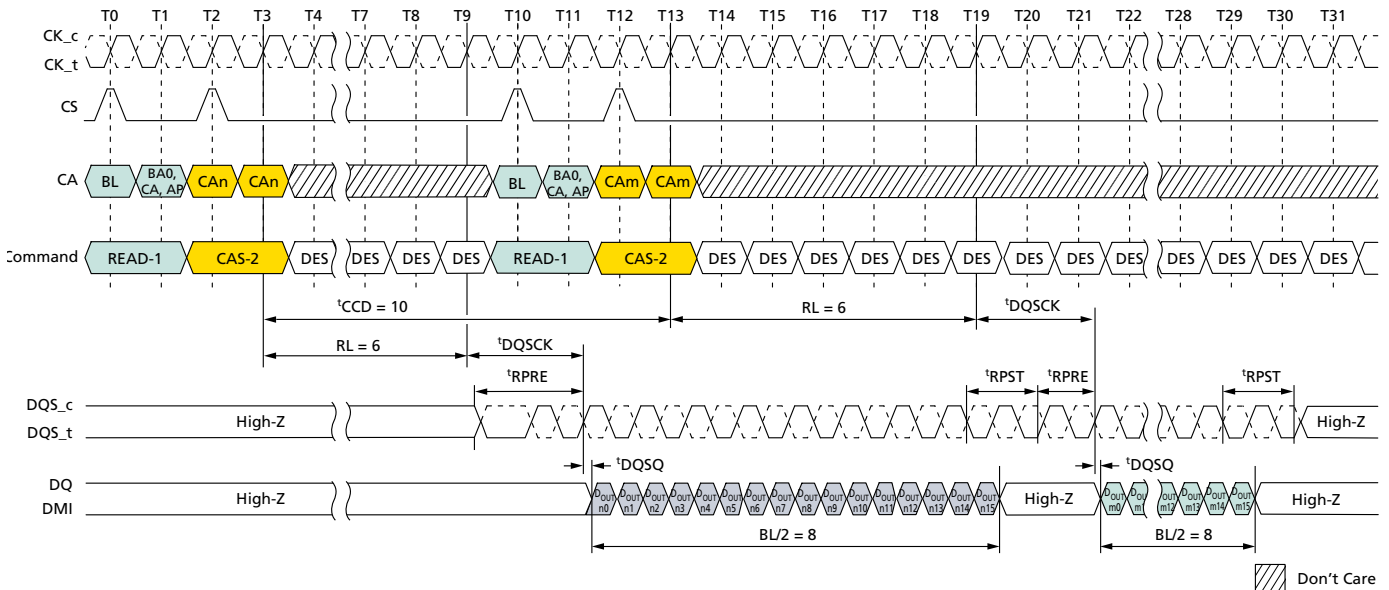 T0 T1 T2 T3 T4 T7 T8 T9 T10 T11 T12 T13 T14 T15 T16 T17 T18 T19 T20 T21 T22 T28 T29 T30 T31
CK_c
CK_t
CS
CA BL BA0, CA, AP CAn CAn BL BA0, CA, AP CAm CAm
Command READ-1 CAS-2 DES DES DES DES READ-1 CAS-2 DES DES DES DES DES DES DES DES DES DES DES DES DES
tCCD = 10 RL = 6 tDQSCK
RL = 6 tDQSCK
tRPRE tRPST tRPRE tRPST
DQS_c
DQS_t High-Z High-Z
tDQSQ tDQSQ
DQ
DMI High-Z DOUT n0 DOUT n1 DOUT n2 DOUT n3 DOUT n4 DOUT n5 DOUT n6 DOUT n7 DOUT n8 DOUT n9 DOUT n10 DOUT n11 DOUT n12 DOUT n13 DOUT n14 DOUT n15 High-Z DOUT m0 DOUT m12 DOUT m13 DOUT m14 DOUT m15 High-Z
BL/2 = 8 BL/2 = 8
Don't Care